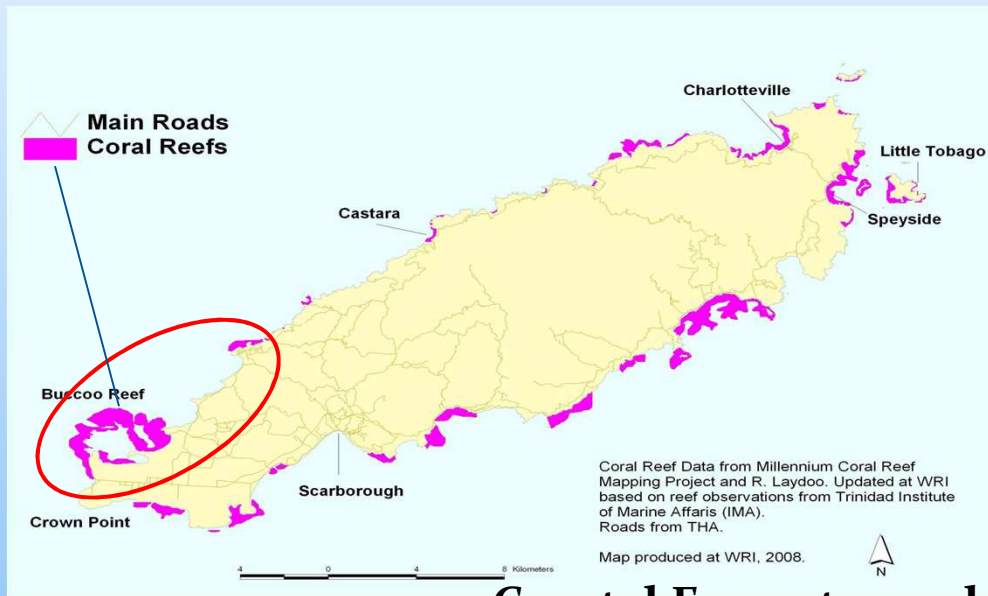 Main Roads
Coral Reefs
Charlotteville
Little Tobago
Castara
Speyside
Buccoo Reef
Scarborough
Crown Point
Coral Reef Data from Millennium Coral Reef
Mapping Project and R. Laydoo. Updated at WRI
based on reef observations from Trinidad Institute
of Marine Affaris (IMA).
Roads from THA.
Map produced at WRI, 2008.
N
4 0 4 8 Kilometers